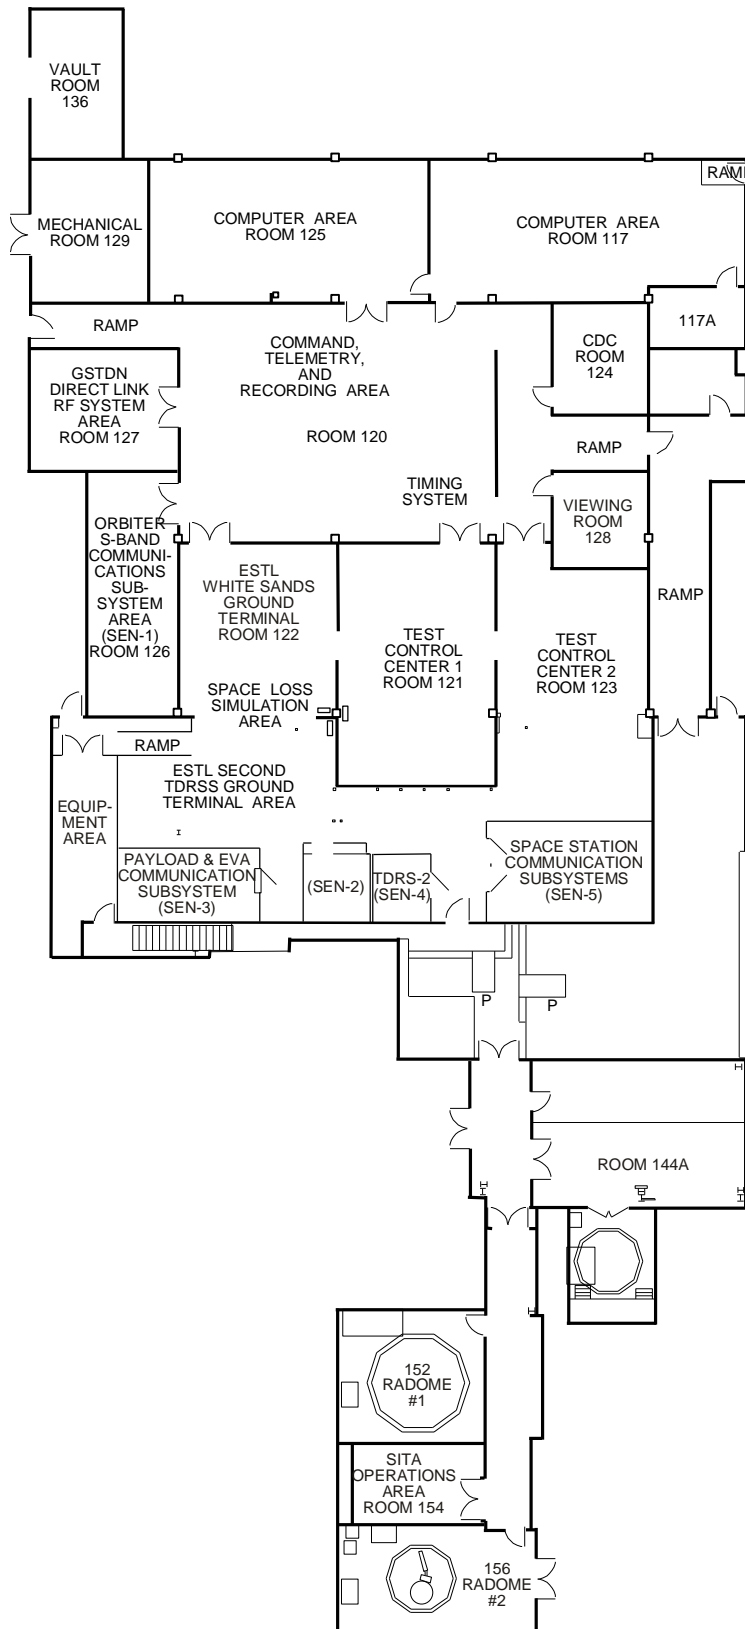 VAULT
ROOM
136
RAMP
MECHANICAL
ROOM 129
COMPUTER AREA
ROOM 125
COMPUTER AREA
ROOM 117
RAMP
117A
COMMAND,
TELEMETRY,
AND
RECORDING AREA
ROOM 120
CDC
ROOM
124
GSTDN
DIRECT LINK
RF SYSTEM
AREA
ROOM 127
RAMP
TIMING
SYSTEM
VIEWING
ROOM
128
ORBITER
S-BAND
COMMUNI-
CATIONS
SUB-
SYSTEM
AREA
(SEN-1)
ROOM 126
ESTL
WHITE SANDS
GROUND
TERMINAL
ROOM 122
RAMP
TEST
CONTROL
CENTER 1
ROOM 121
TEST
CONTROL
CENTER 2
ROOM 123
SPACE LOSS
SIMULATION
AREA
RAMP
ESTL SECOND
TDRSS GROUND
TERMINAL AREA
EQUIP-
MENT
AREA
PAYLOAD & EVA
COMMUNICATION
SUBSYSTEM
(SEN-3)
(SEN-2)
TDRS-2
(SEN-4)
SPACE STATION
COMMUNICATION
SUBSYSTEMS
(SEN-5)
P
P
ROOM 144A
152
RADOME
#1
SITA
OPERATIONS
AREA
ROOM 154
156
RADOME
#2